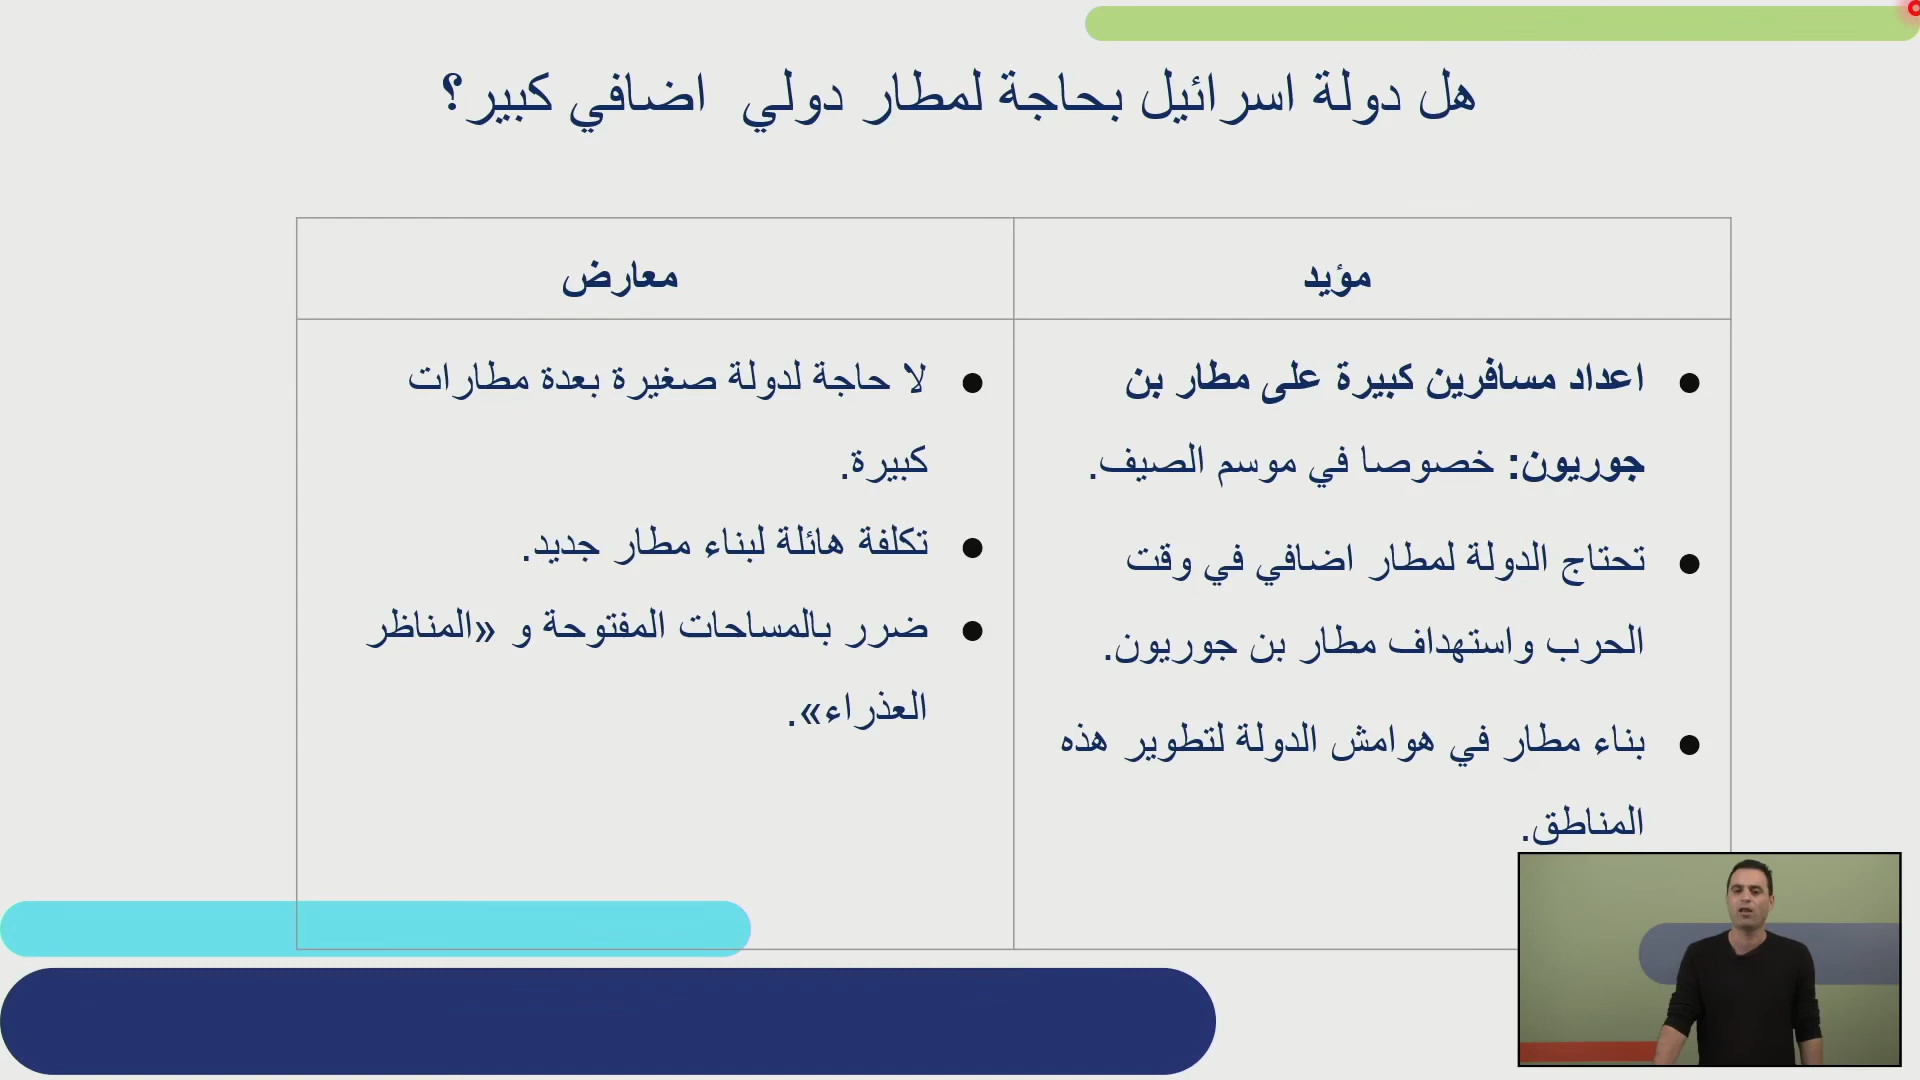 هل دولة اسرائيل بحاجة لمطار دولي اضافي كبير؟
مؤيد
اعداد مسافرين كبيرة على مطار بن
جوريون: خصوصا في موسم الصيف.
تحتاج الدولة لمطار اضافي في وقت
الحرب واستهداف مطار بن جوريون.
بناء مطار في هوامش الدولة لتطوير هذه
المناطق.
معارض
لا حاجة لدولة صغيرة بعدة مطارات
كبيرة.
تكلفة هائلة لبناء مطار جديد.
ضرر بالمساحات المفتوحة و «المناظر
العذراء».